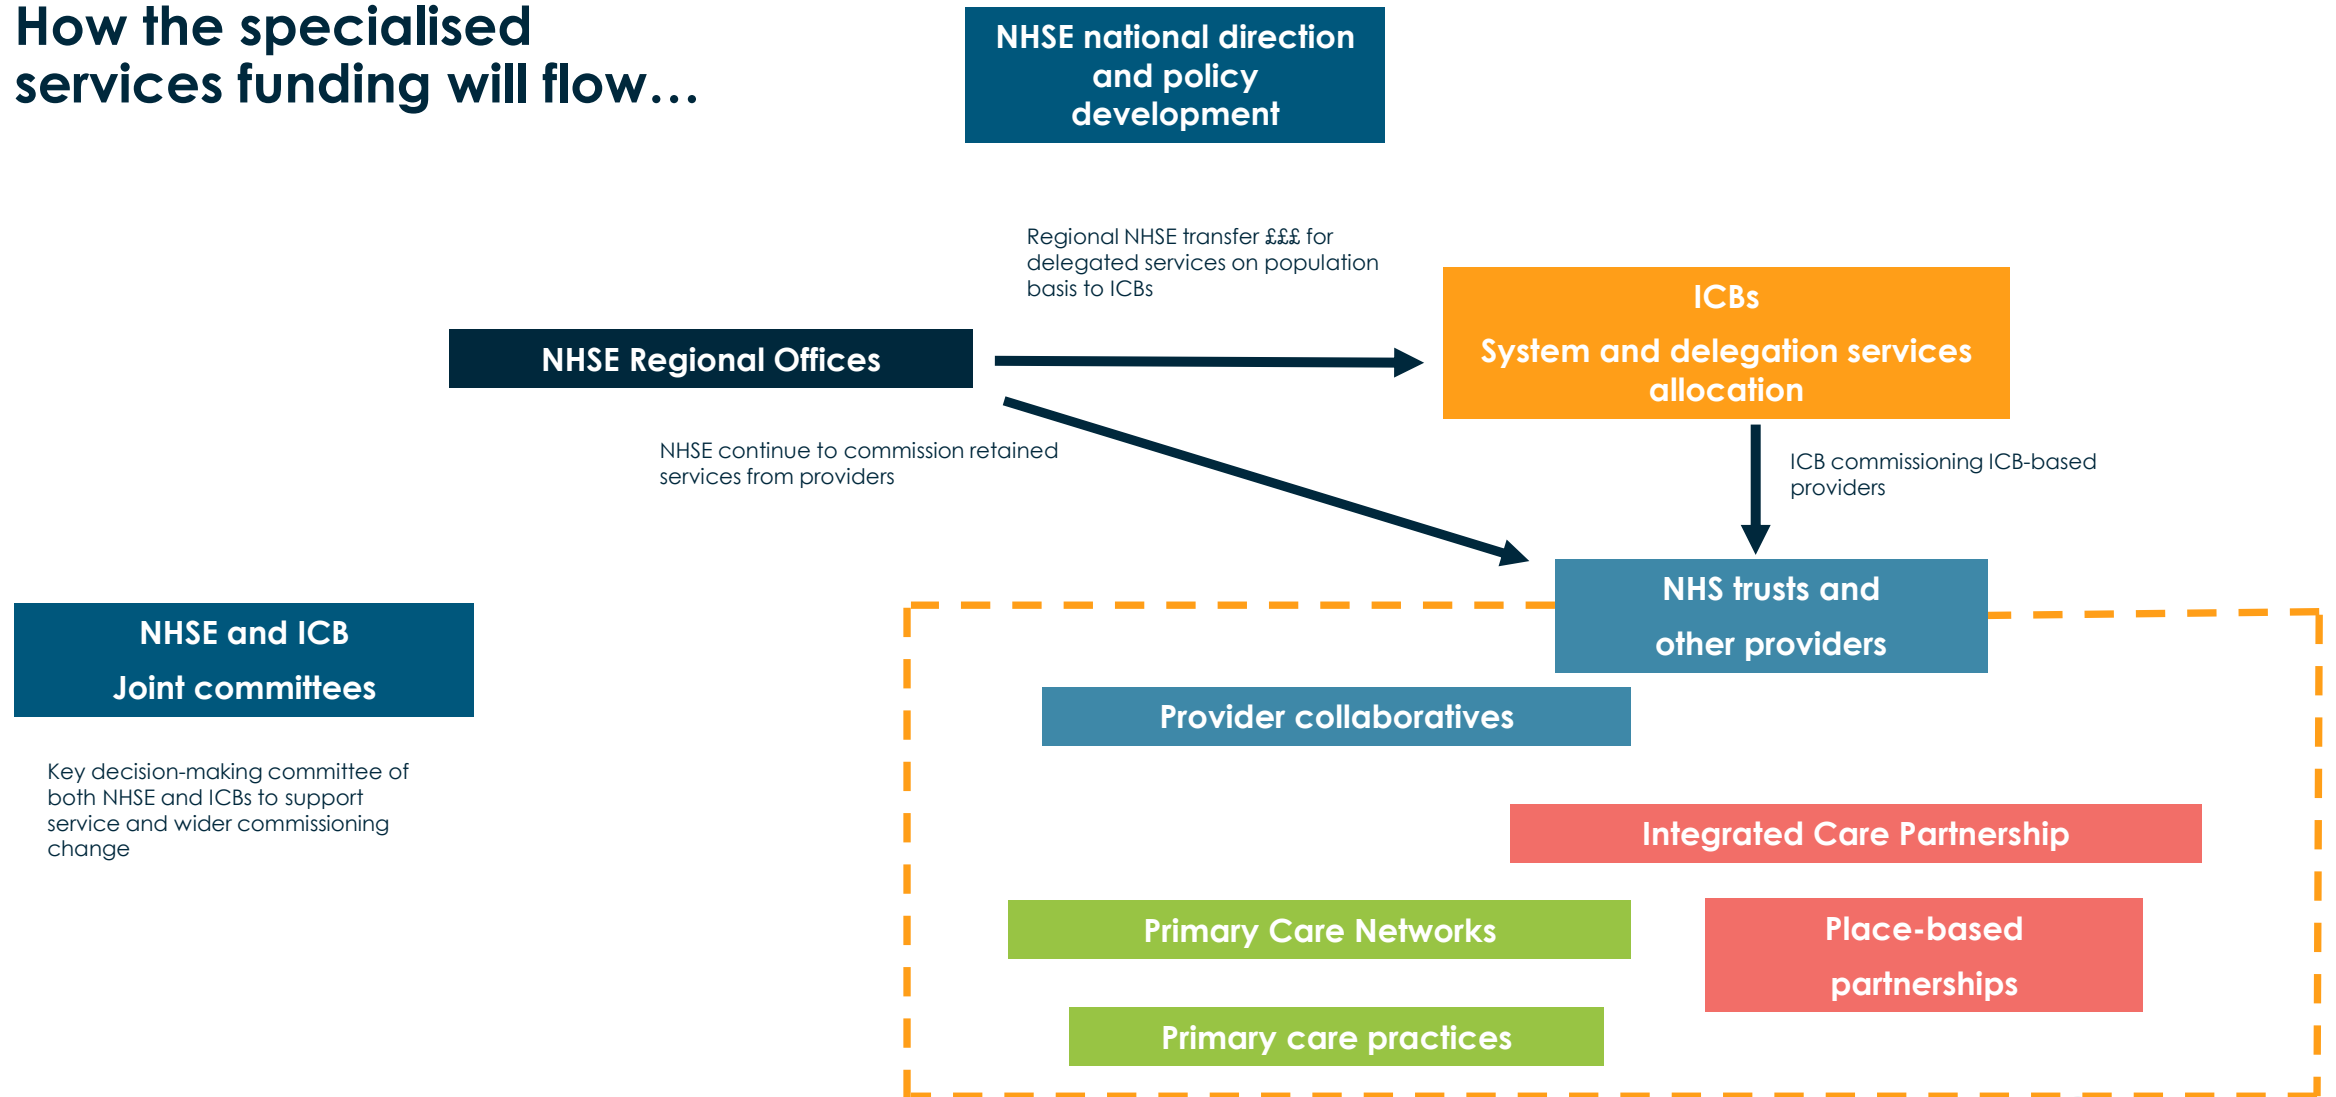 How the specialised
services funding will flow…
NHSE national direction
and policy
development
Regional NHSE transfer £££ for
delegated services on population
basis to ICBs
ICBs
System and delegation services
allocation
NHSE Regional Offices
NHSE continue to commission retained
services from providers
ICB commissioning ICB-based
providers
NHS trusts and
other providers
NHSE and ICB
Joint committees
Key decision-making committee of
both NHSE and ICBs to support
service and wider commissioning
change
Provider collaboratives
Integrated Care Partnership
Primary Care Networks
Place-based
partnerships
Primary care practices